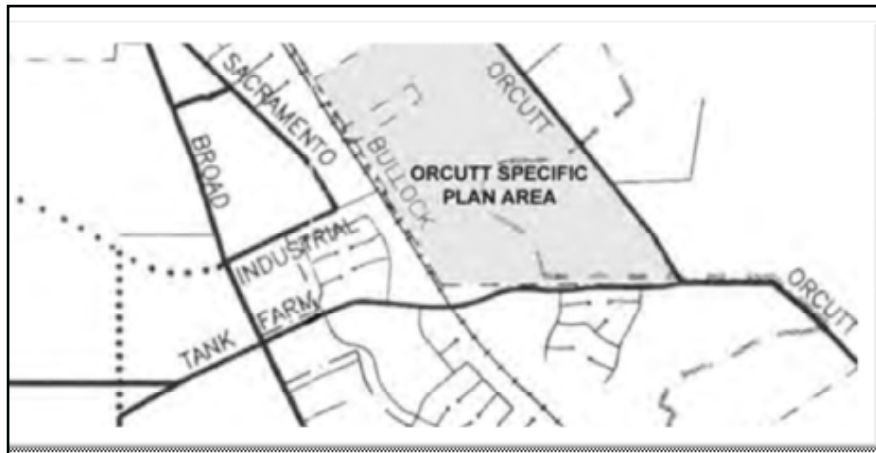 SACRAMENTO
ORCUTT
BROAD
BULLOCK
ORCUTT SPECIFIC
PLAN AREA
INDUSTRIAL
TANK FARM
ORCUTT